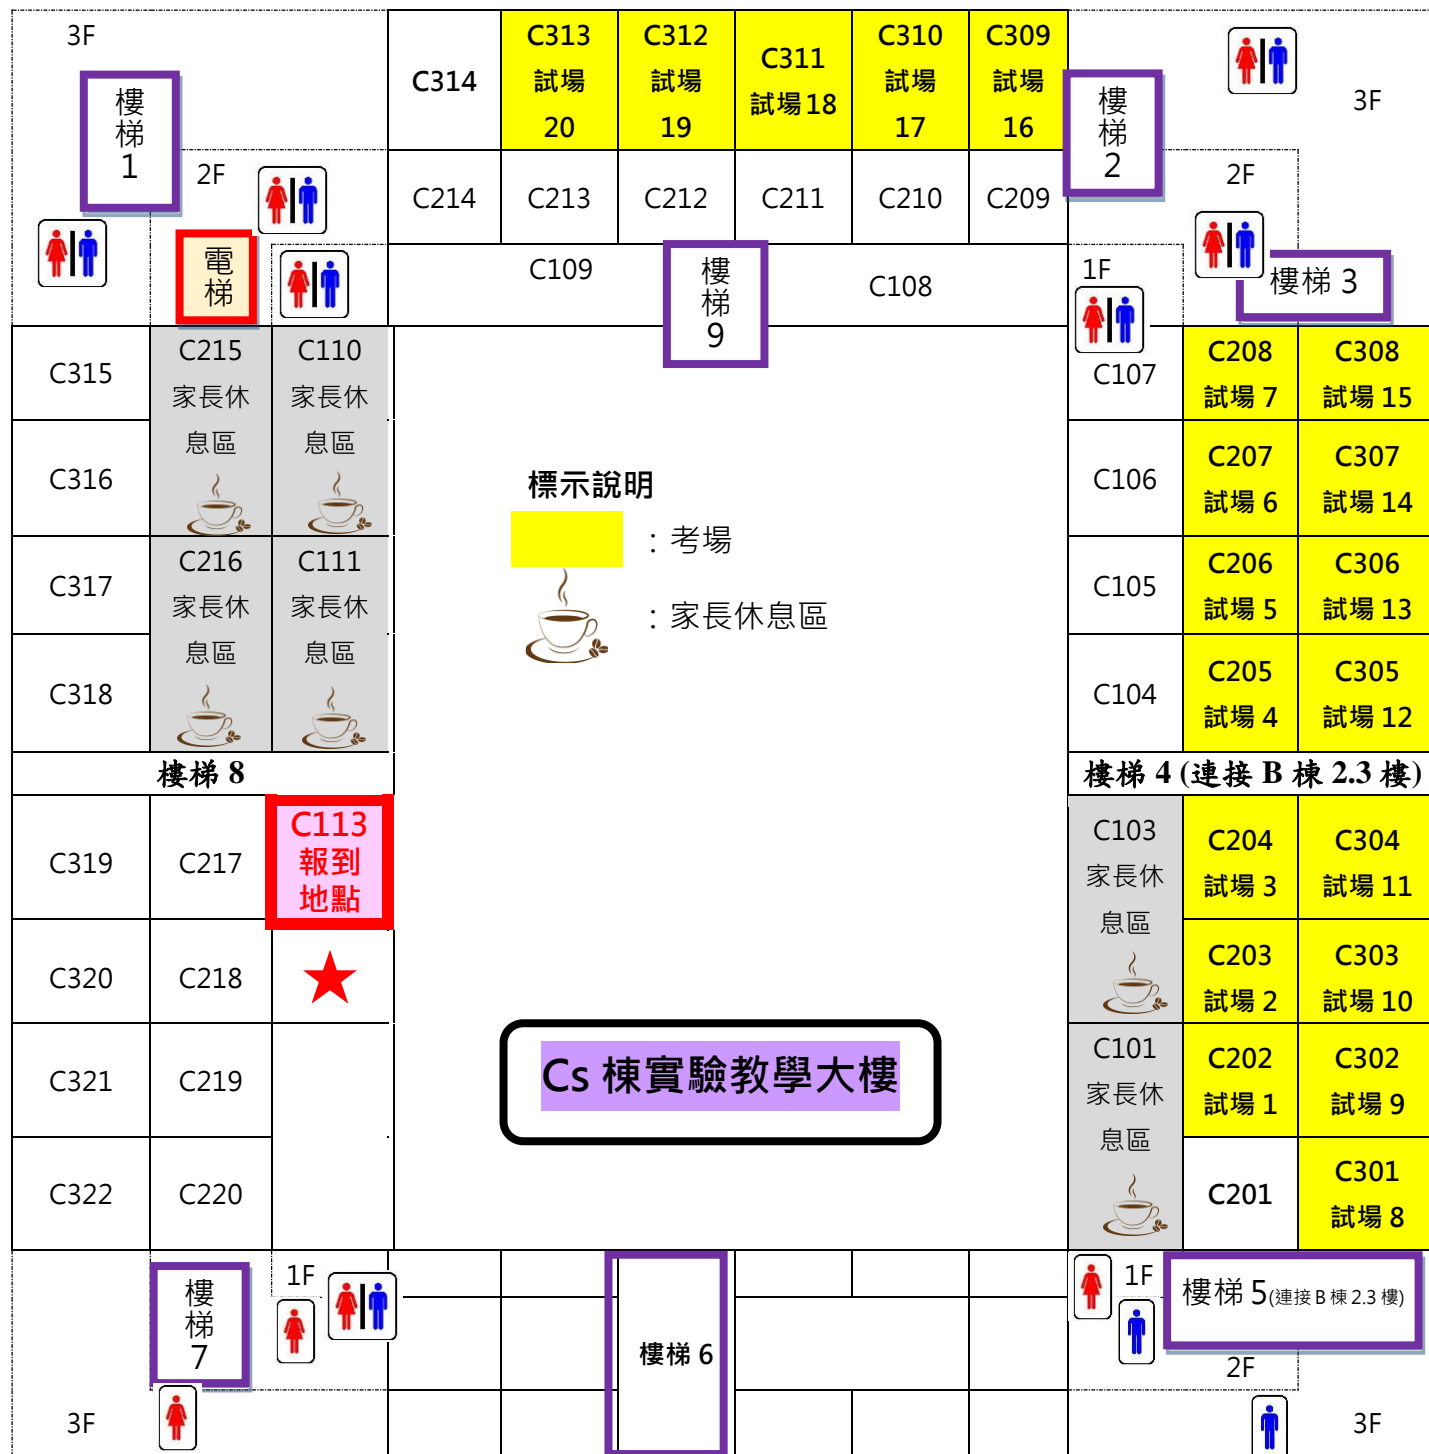 3F
樓梯1
2F
電梯
C314
C313
試場
20
C312
試場
19
C311
試場18
C310
試場
17
C309
試場
16
樓梯2
3F
C214
C213
C212
C211
C210
C209
2F
C109
樓梯9
C108
1F
樓梯 3
C315
C215
家長休
息區
C110
家長休
息區
C107
C208
試場 7
C308
試場 15
C316
C106
C207
試場 6
C307
試場 14
標示說明
：考場
：家長休息區
C317
C216
家長休
息區
C111
家長休
息區
C105
C206
試場 5
C306
試場 13
C318
C104
C205
試場 4
C305
試場 12
樓梯 8
樓梯 4 (連接 B 棟 2.3 樓)
C319
C217
C113
報到
地點
C103
家長休
息區
C204
試場 3
C304
試場 11
C320
C218
C203
試場 2
C303
試場 10
Cs 棟實驗教學大樓
C321
C219
C101
家長休
息區
C202
試場 1
C302
試場 9
C322
C220
C201
C301
試場 8
樓梯7
1F
樓梯 6
1F
樓梯 5(連接 B 棟 2.3 樓)
2F
3F
3F